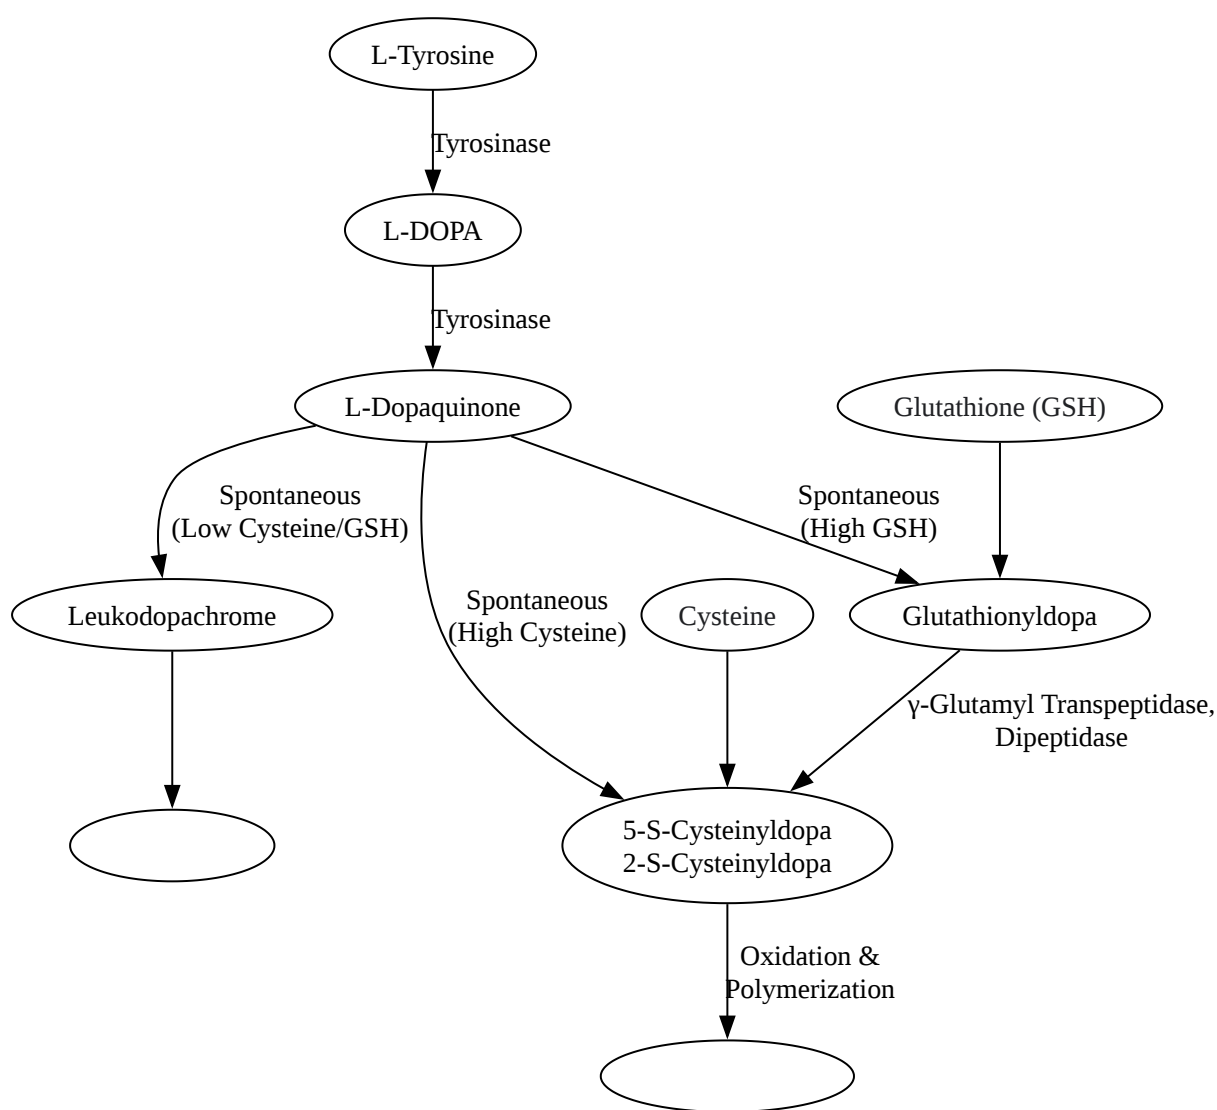 L-Tyrosine
Tyrosinase
L-DOPA
Tyrosinase
L-Dopaquinone
Glutathione (GSH)
Spontaneous
(Low Cysteine/GSH)
Spontaneous
(High GSH)
Spontaneous
(High Cysteine)
Leukodopachrome
Cysteine
Glutathionyldopa
γ-Glutamyl Transpeptidase,
Dipeptidase
5-S-Cysteinyldopa
2-S-Cysteinyldopa
Oxidation &
Polymerization